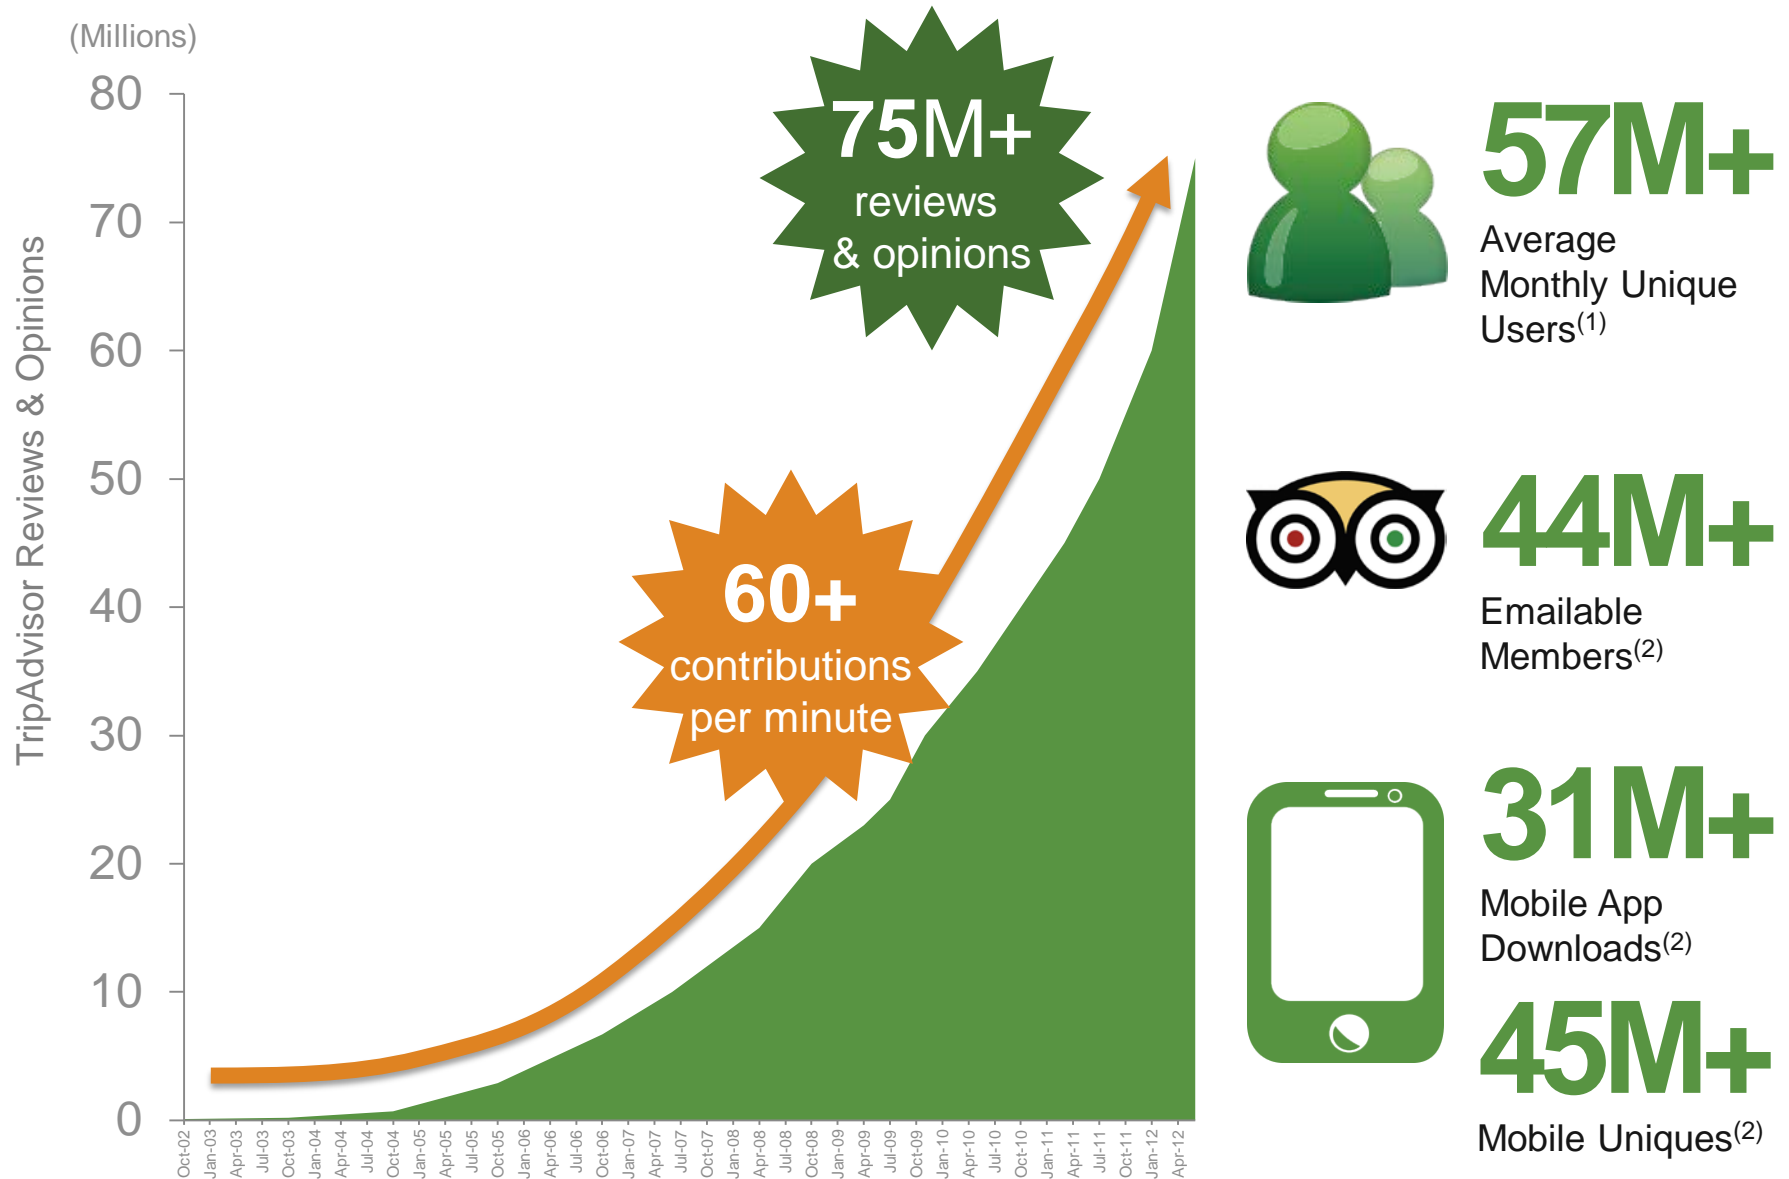 (Millions)
80
70
60
50
40
30
20
10
0
TripAdvisor Reviews & Opinions
Oct-02
Jan-03
Apr-03
Jul-03
Oct-03
Jan-04
Apr-04
Jul-04
Oct-04
Jan-05
Apr-05
Jul-05
Oct-05
Jan-06
Apr-06
Jul-06
Oct-06
Jan-07
Apr-07
Jul-07
Oct-07
Jan-08
Apr-08
Jul-08
Oct-08
Jan-09
Apr-09
Jul-09
Oct-09
Jan-10
Apr-10
Jul-10
Oct-10
Jan-11
Apr-11
Jul-11
Oct-11
Jan-12
Apr-12
75M+
reviews
& opinions
60+
contributions
per minute
57M+
Average
Monthly Unique
Users(1)
44M+
Emailable
Members(2)
31M+
Mobile App
Downloads(2)
45M+
Mobile Uniques(2)